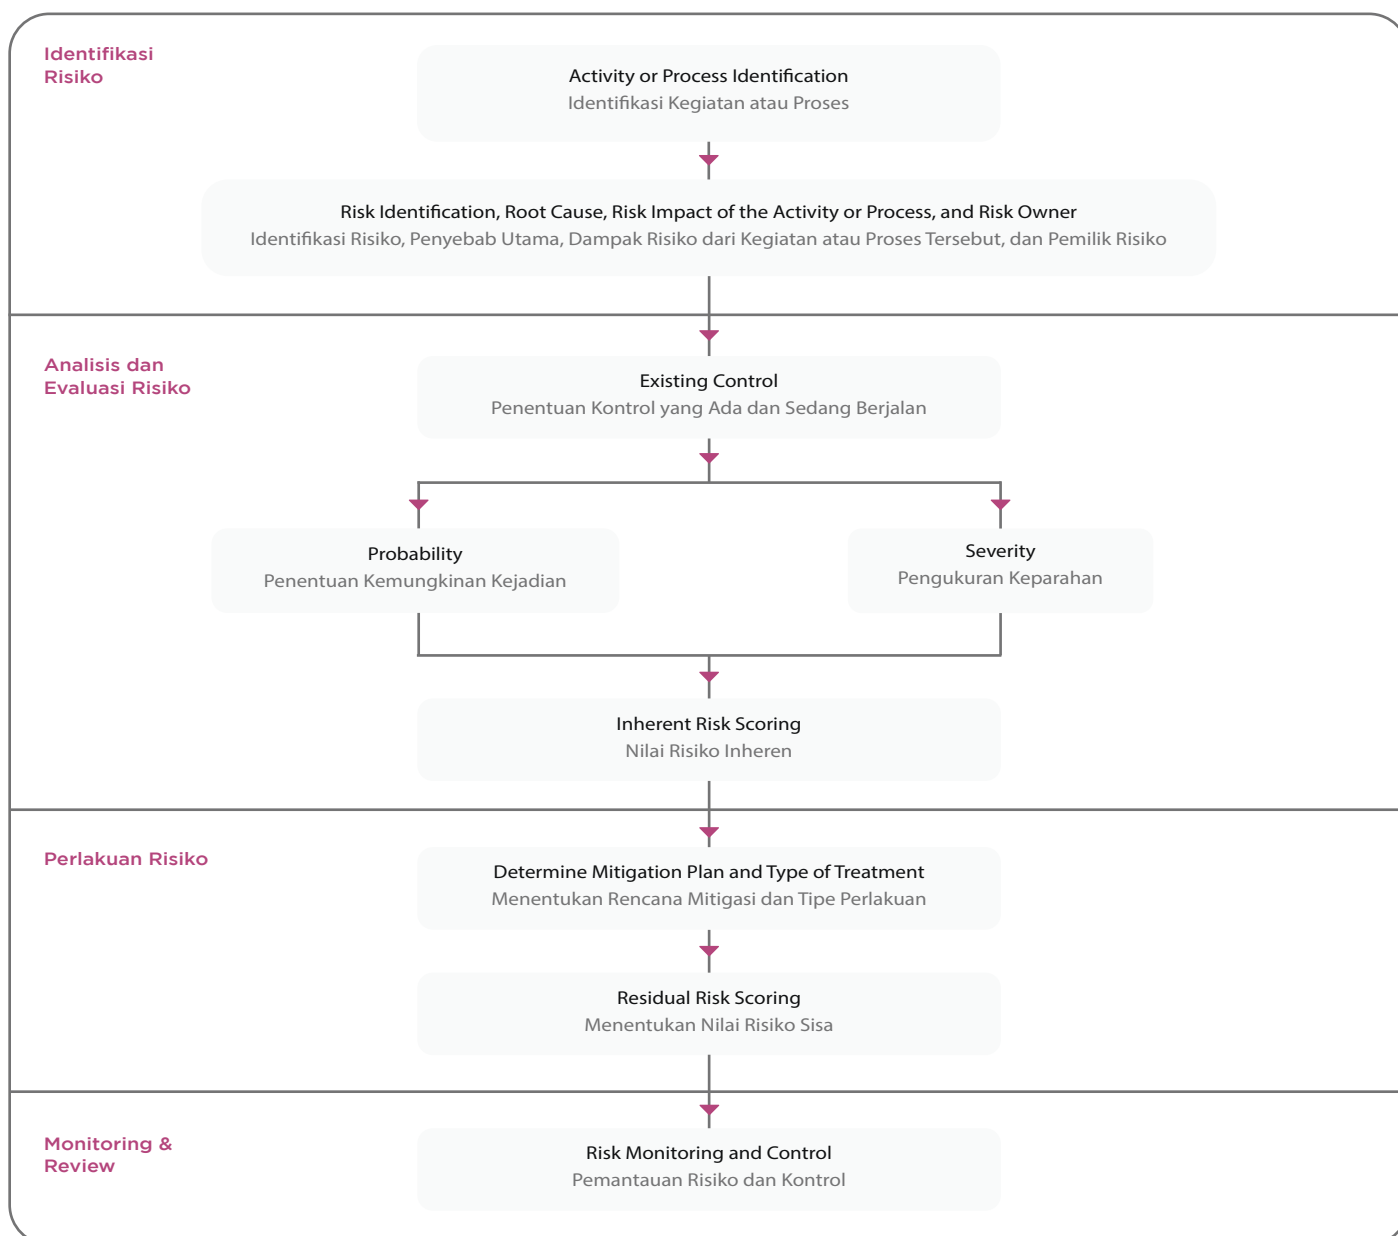 Identifikasi
Risiko
Activity or Process Identification
Identifikasi Kegiatan atau Proses
Risk Identification, Root Cause, Risk Impact of the Activity or Process, and Risk Owner
Identifikasi Risiko, Penyebab Utama, Dampak Risiko dari Kegiatan atau Proses Tersebut, dan Pemilik Risiko
Analisis dan
Evaluasi Risiko
Existing Control
Penentuan Kontrol yang Ada dan Sedang Berjalan
Probability
Penentuan Kemungkinan Kejadian
Severity
Pengukuran Keparahan
Inherent Risk Scoring
Nilai Risiko Inheren
Perlakuan Risiko
Determine Mitigation Plan and Type of Treatment
Menentukan Rencana Mitigasi dan Tipe Perlakuan
Residual Risk Scoring
Menentukan Nilai Risiko Sisa
Monitoring &
Review
Risk Monitoring and Control
Pemantauan Risiko dan Kontrol